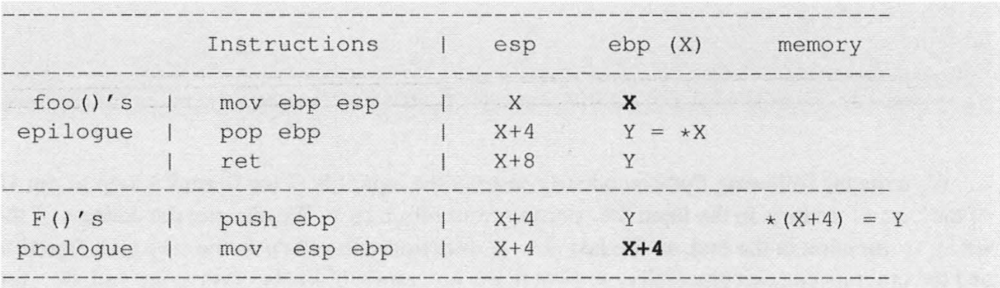 Instructions | esp ebp (X) memory
foo()'s | mov ebp esp | X X
epilogue | pop ebp | X+4 Y = *X
| ret | X+8 Y
F()'s | push ebp | X+4 Y *(X+4) = Y
prologue | mov esp ebp | X+4 X+4